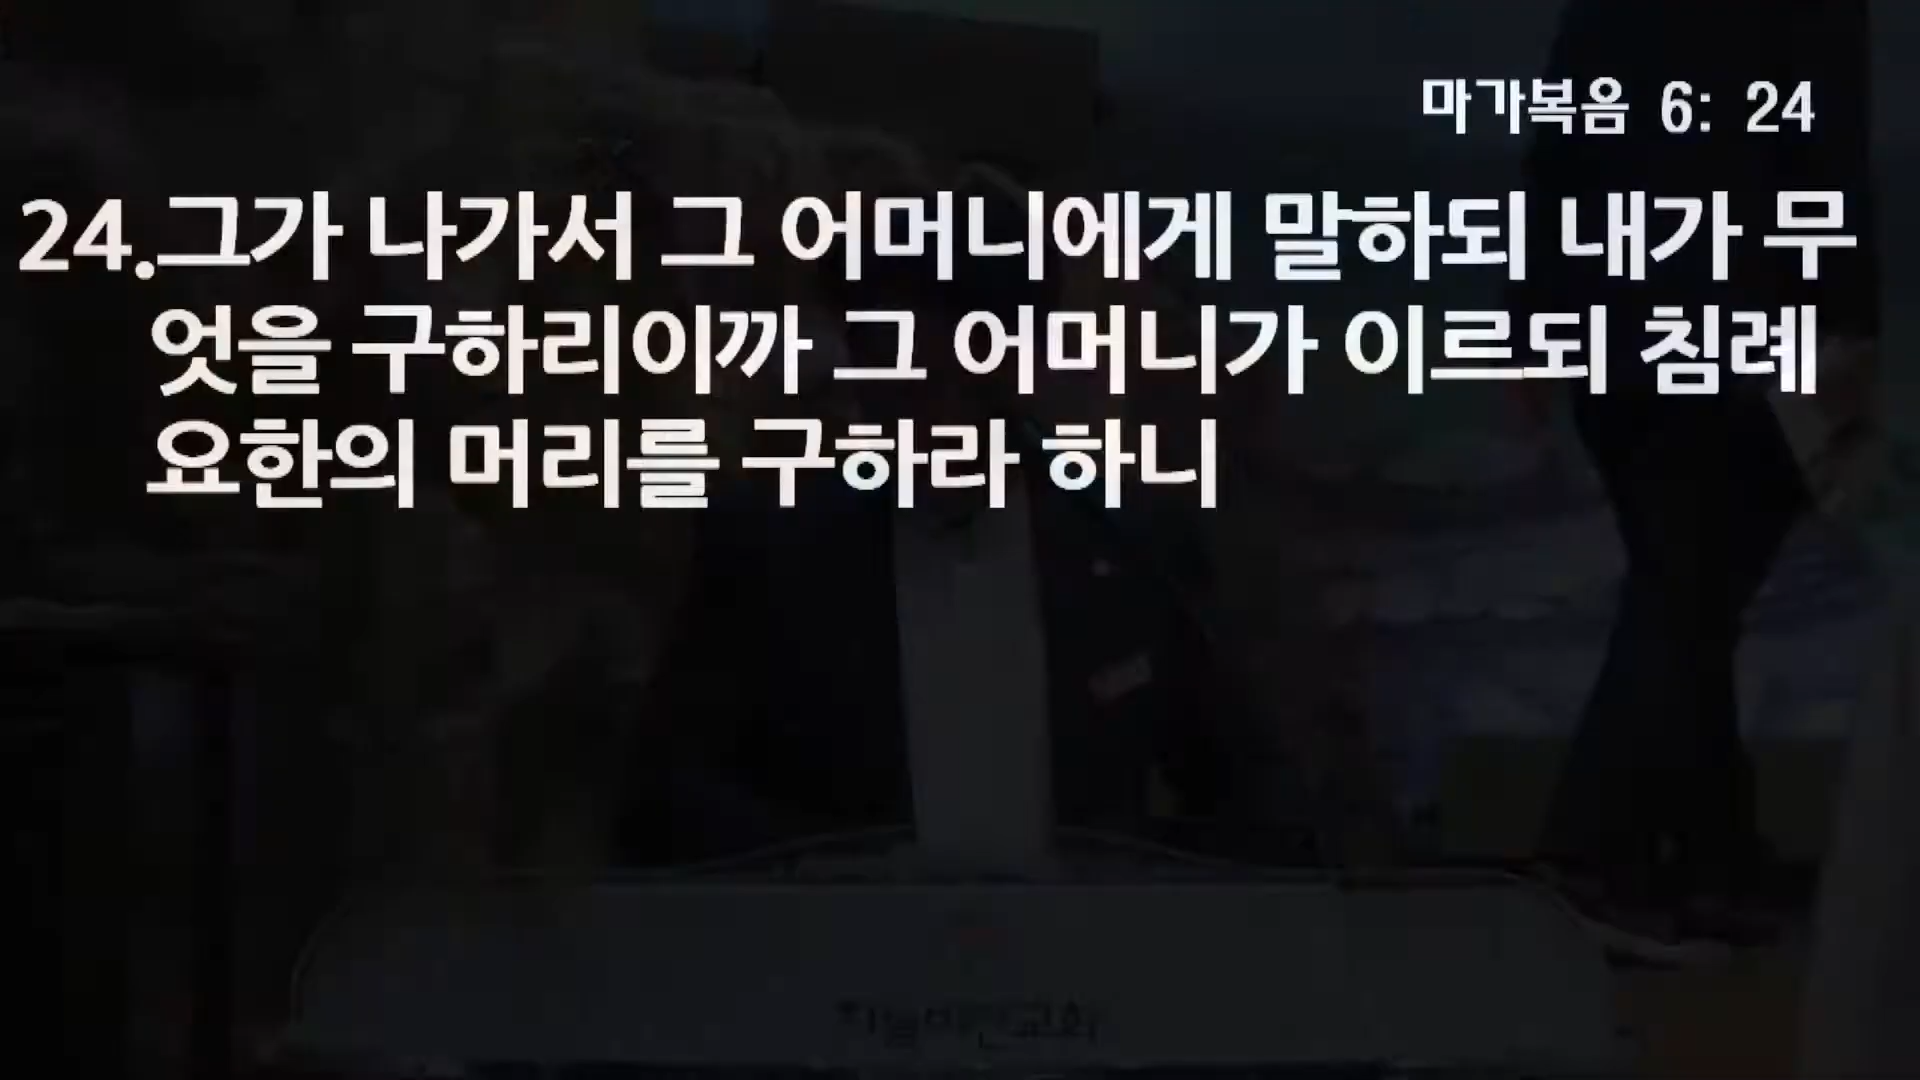 마가복음 6: 24
24.그가 나가서 그 어머니에게 말하되 내가 무
엇을 구하리이까 그 어머니가 이르되 침례
요한의 머리를 구하라 하니